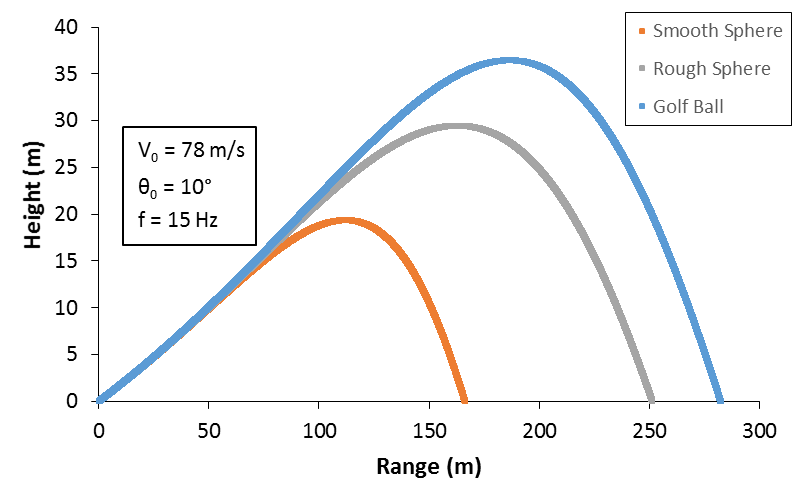 40
35
30
25
20
15
10
5
0
Height (m)
V₀ = 78 m/s
θ₀ = 10°
f = 15 Hz
Smooth Sphere
Rough Sphere
Golf Ball
0 50 100 150 200 250 300
Range (m)